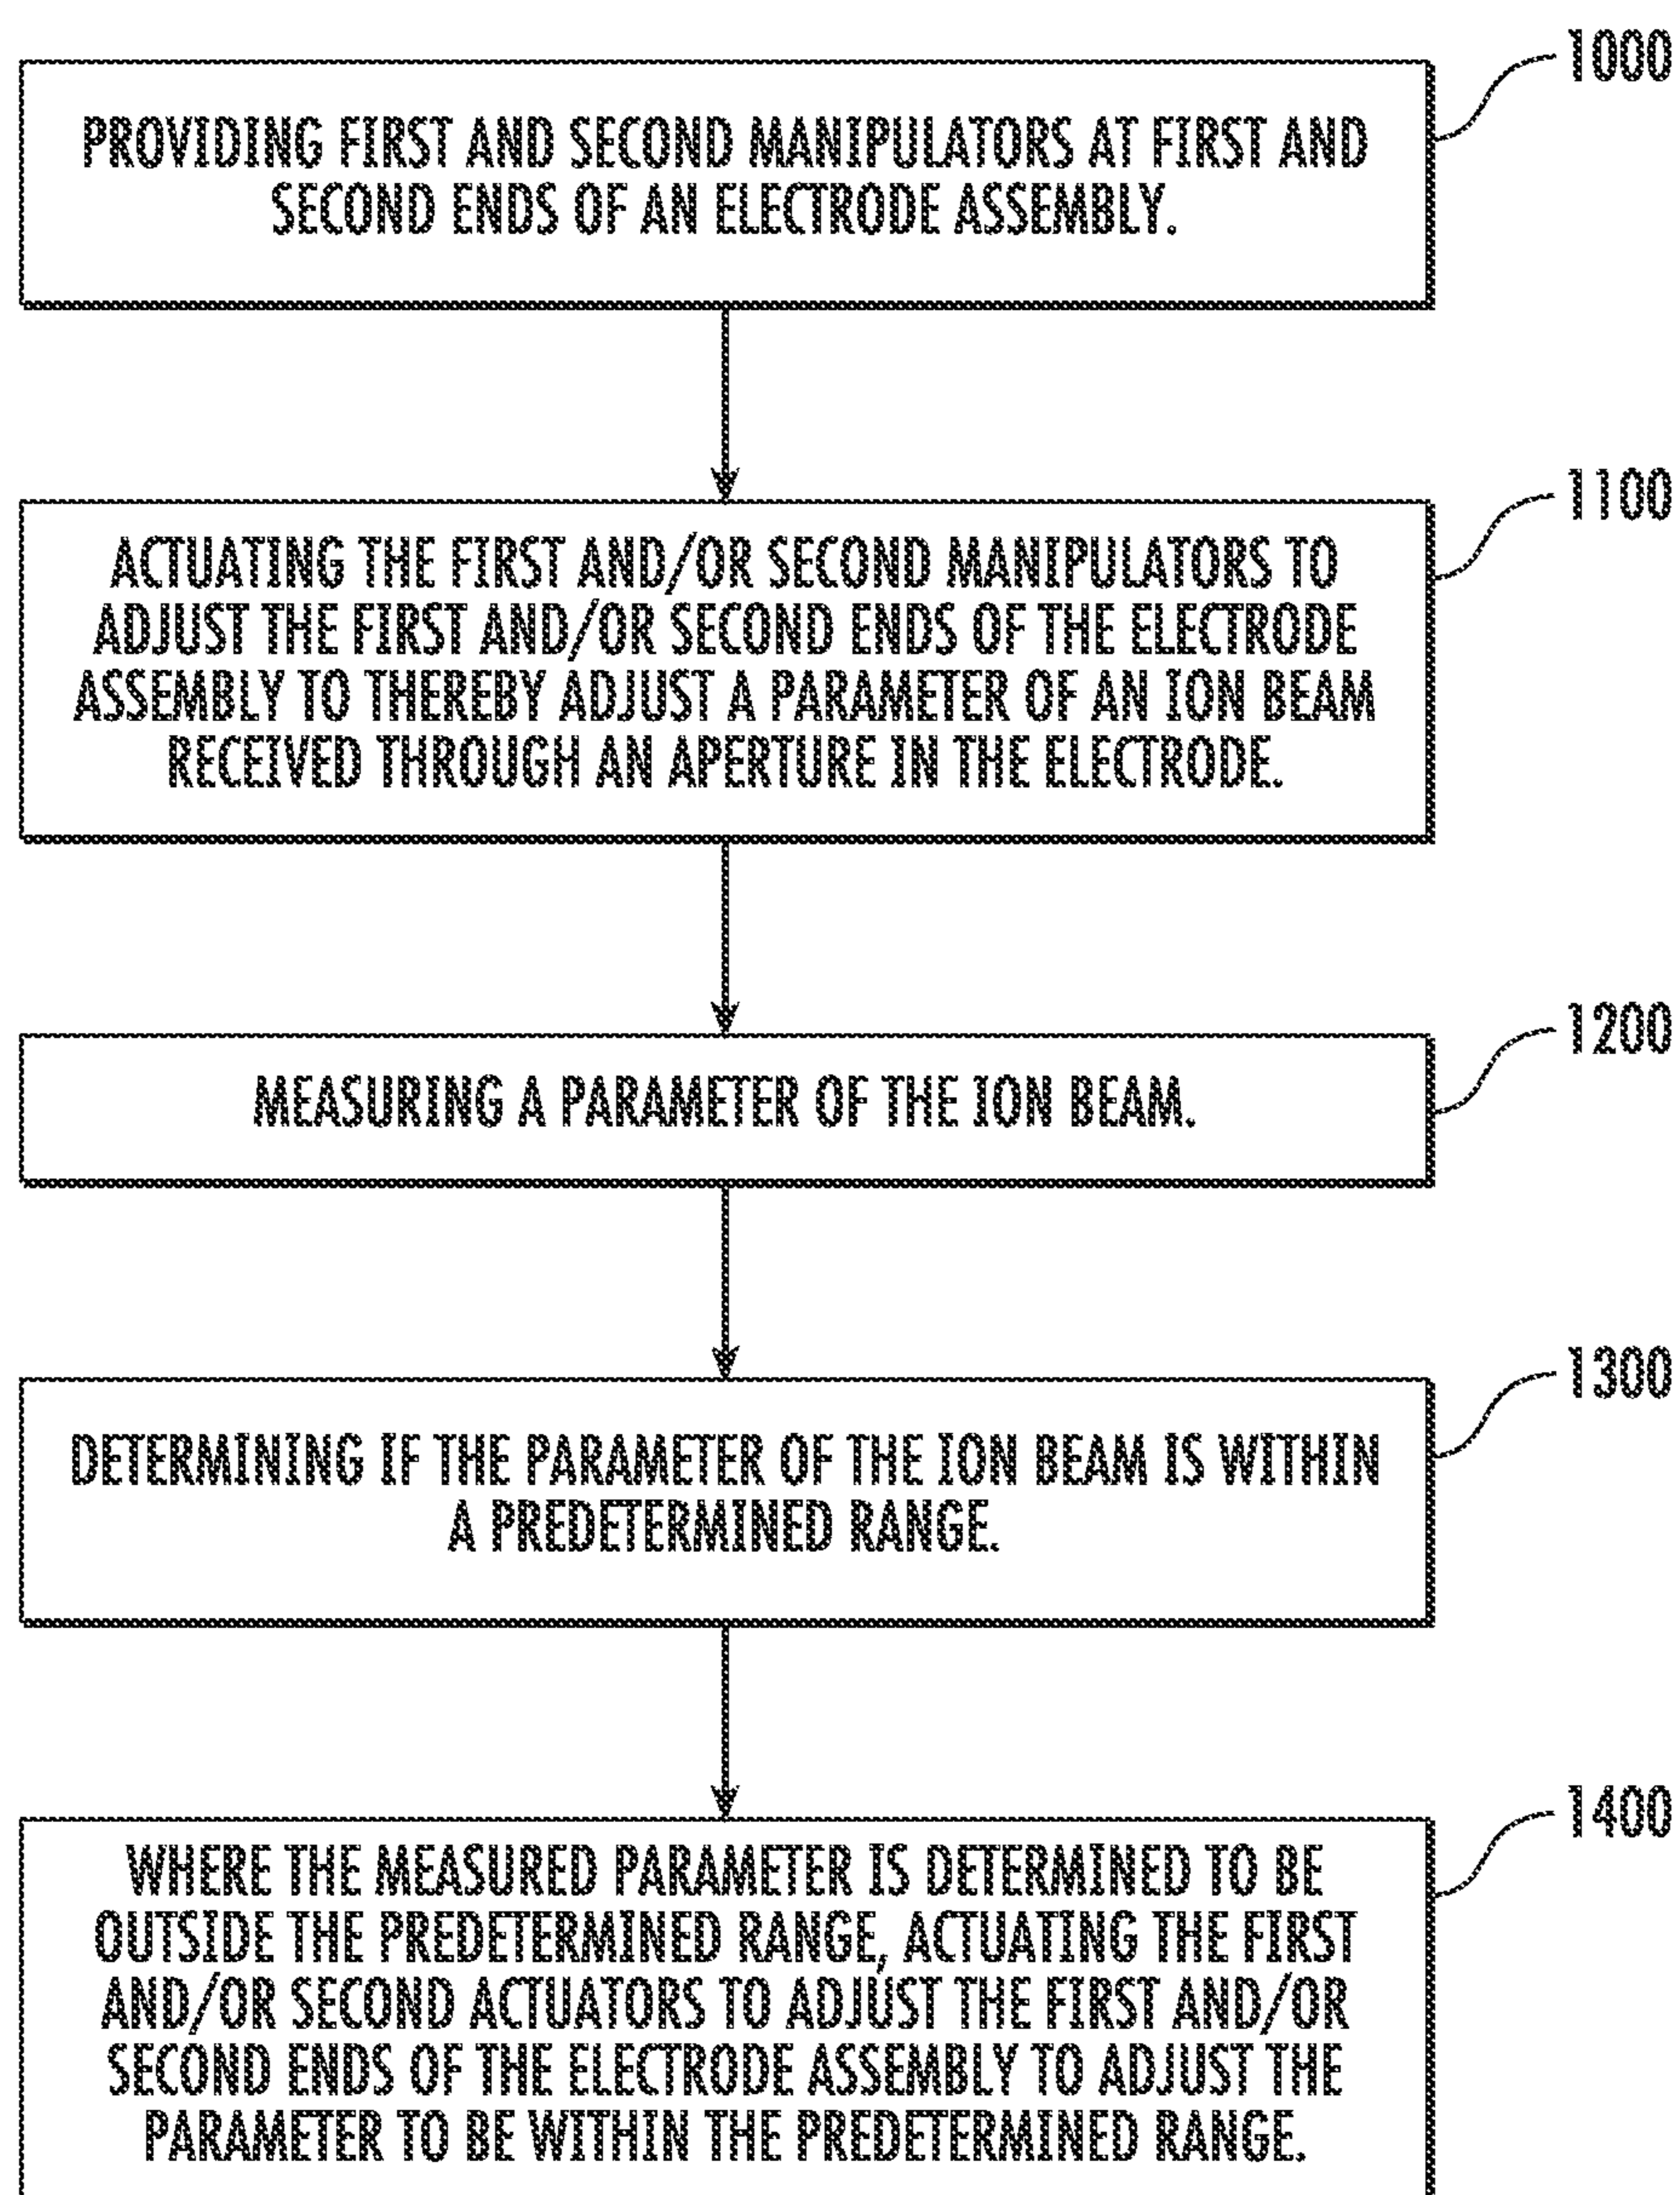 1000
PROVIDING FIRST AND SECOND MANIPULATORS AT FIRST AND
SECOND ENDS OF AN ELECTRODE ASSEMBLY.
1100
ACTUATING THE FIRST AND/OR SECOND MANIPULATORS TO
ADJUST THE FIRST AND/OR SECOND ENDS OF THE ELECTRODE
ASSEMBLY TO THEREBY ADJUST A PARAMETER OF AN ION BEAM
RECEIVED THROUGH AN APERTURE IN THE ELECTRODE.
1200
MEASURING A PARAMETER OF THE ION BEAM.
1300
DETERMINING IF THE PARAMETER OF THE ION BEAM IS WITHIN
A PREDETERMINED RANGE.
1400
WHERE THE MEASURED PARAMETER IS DETERMINED TO BE
OUTSIDE THE PREDETERMINED RANGE, ACTUATING THE FIRST
AND/OR SECOND ACTUATORS TO ADJUST THE FIRST AND/OR
SECOND ENDS OF THE ELECTRODE ASSEMBLY TO ADJUST THE
PARAMETER TO BE WITHIN THE PREDETERMINED RANGE.